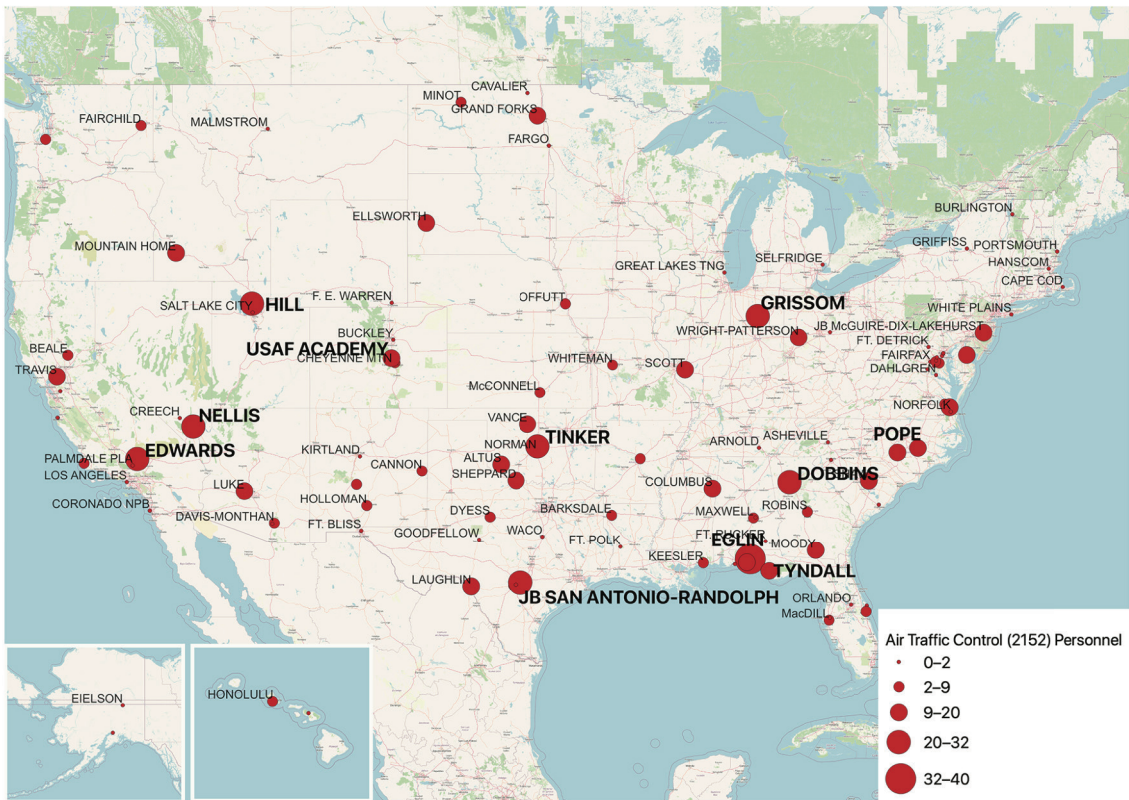 CAVALIER
MINOT
GRAND FORKS
FAIRCHILD
MALMSTROM
FARGO
BURLINGTON
ELLSWORTH
GRIFFISS
PORTSMOUTH
MOUNTAIN HOME
SELFRIDGE
HANSCOM
GREAT LAKES TNG
CAPE COD
F. E. WARREN
OFFUTT
GRISSOM
SALT LAKE CITY
HILL
WHITE PLAINS
WRIGHT-PATTERSON
JB McGUIRE-DIX-LAKEHURST
BUCKLEY
FT. DETRICK
BEALE
USAF ACADEMY
FAIRFAX
CHEYENNE MTN
WHITEMAN
SCOTT
DAHLGREN
TRAVIS
McCONNELL
NORFOLK
CREECH
NELLIS
VANCE
TINKER
POPE
NORMAN
ARNOLD
ASHEVILLE
EDWARDS
KIRTLAND
PALMDALE PLA
ALTUS
CANNON
SHEPPARD
DOBBINS
LOS ANGELES
LUKE
COLUMBUS
HOLLOMAN
CORONADO NPB
DYESS
BARKSDALE
MAXWELL
ROBINS
DAVIS-MONTHAN
FT. BLISS
GOODFELLOW
WACO
FT. POLK
FT. RUCKER
EGLIN
MOODY
KEESLER
TYNDALL
LAUGHLIN
JB SAN ANTONIO-RANDOLPH
ORLANDO
MacDILL
EIELSON
HONOLULU
Air Traffic Control (2152) Personnel
0–2
2–9
9–20
20–32
32–40